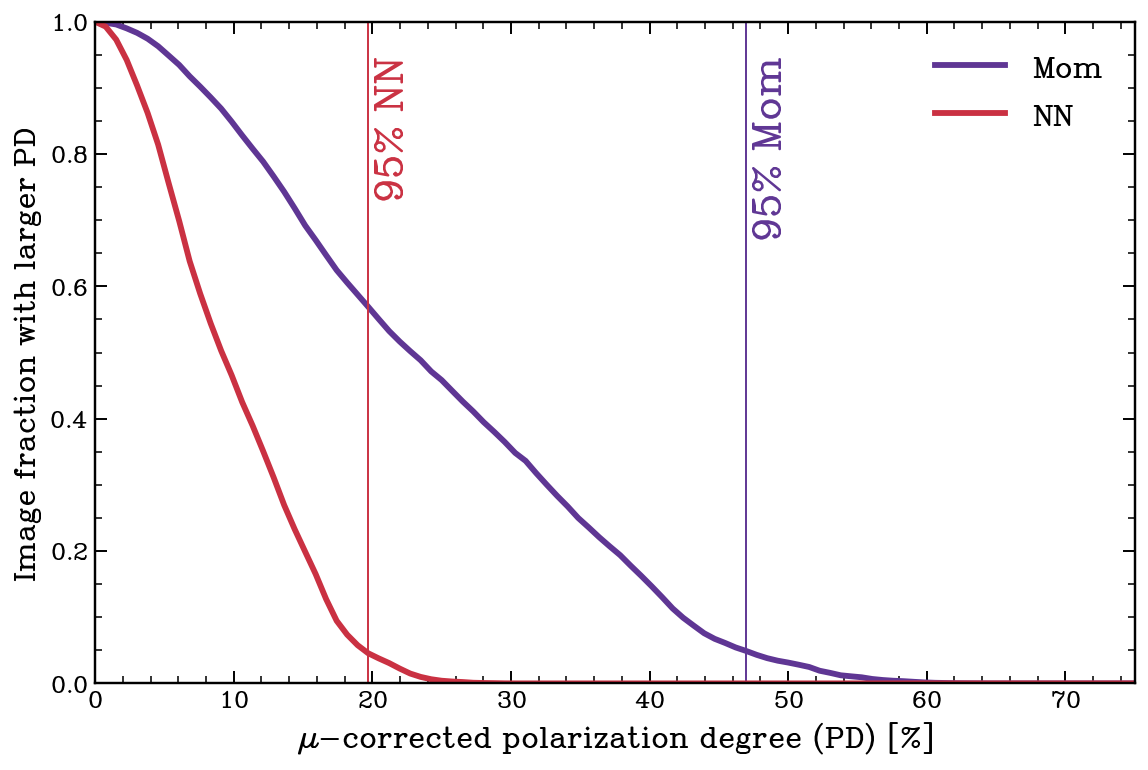 1.0
0.8
0.6
0.4
0.2
0.0
Image fraction with larger PD
95% NN
95% Mom
Mom
NN
0 10 20 30 40 50 60 70
μ−corrected polarization degree (PD) [%]